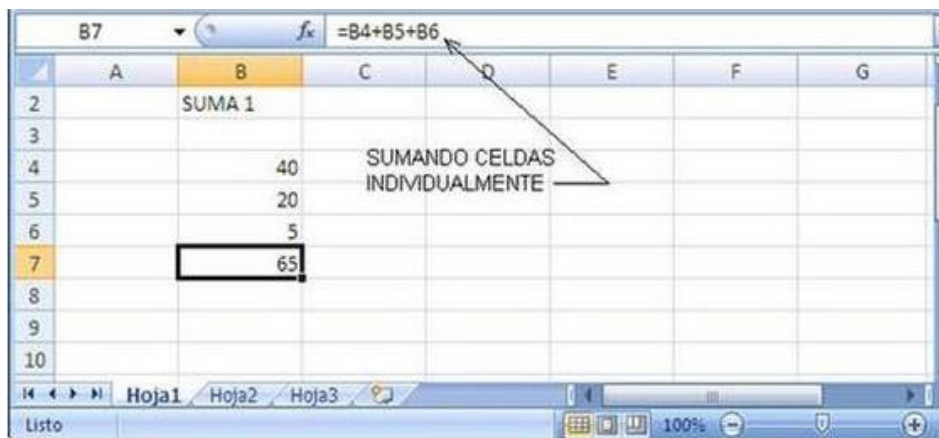 B7 fx =B4+B5+B6
A B C D E F G
2 SUMA 1
3
4 40
5 20
6 5
7 65
8
9
10
SUMANDO CELDAS
INDIVIDUALMENTE
Hoja1 Hoja2 Hoja3
Listo 100%